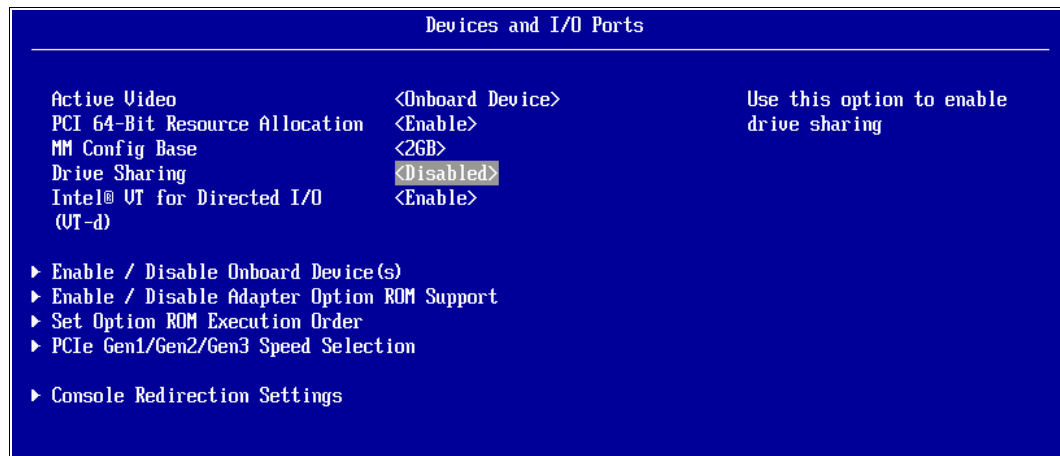 Devices and I/O Ports
Active Video <Onboard Device> Use this option to enable
PCI 64-Bit Resource Allocation <Enable> drive sharing
MM Config Base <2GB>
Drive Sharing <Disabled>
Intel® VT for Directed I/O <Enable>
(VT-d)
Enable / Disable Onboard Device(s)
Enable / Disable Adapter Option ROM Support
Set Option ROM Execution Order
PCIe Gen1/Gen2/Gen3 Speed Selection
Console Redirection Settings